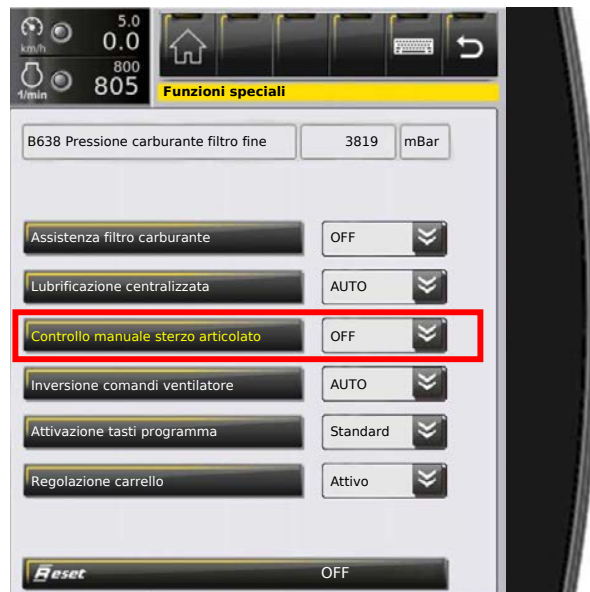 5.0
km/h 0.0
800
1/min 805
Funzioni speciali
B638 Pressione carburante filtro fine 3819 mBar
Assistenza filtro carburante OFF
Lubrificazione centralizzata AUTO
Controllo manuale sterzo articolato OFF
Inversione comandi ventilatore AUTO
Attivazione tasti programma Standard
Regolazione carrello Attivo
Reset OFF